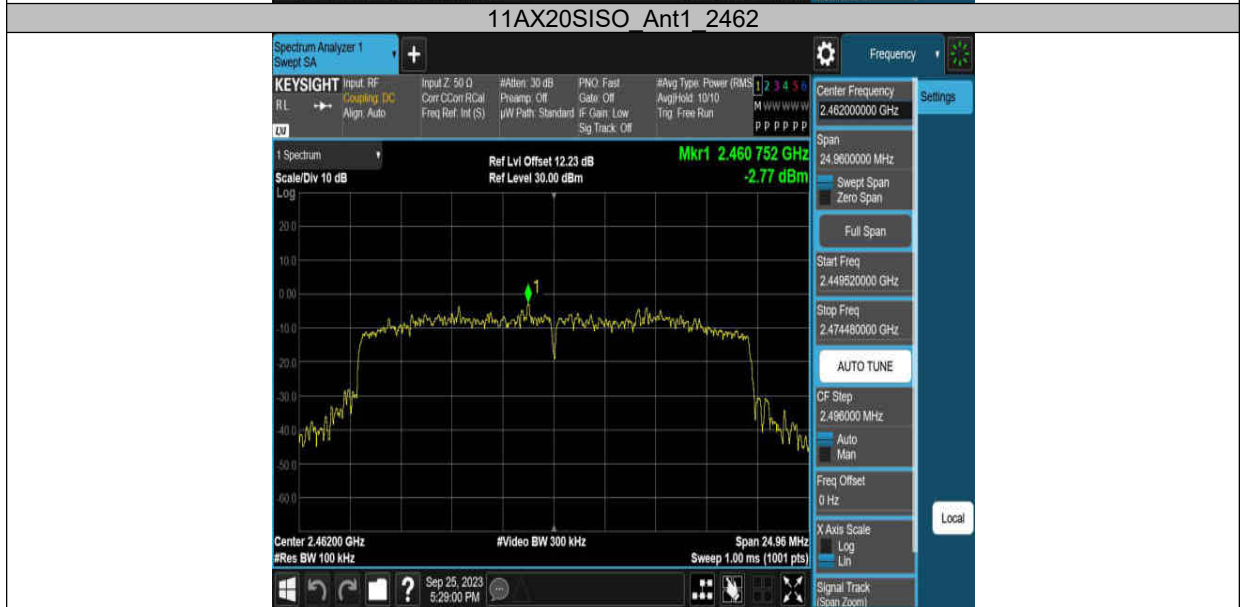 11AX20SISO_Ant1_2462
Spectrum Analyzer 1
Swept SA
+
Frequency
KEYSIGHT
RL
Input: RF
Coupling: DC
Align: Auto
Input Z: 50 Ω
Corr CCorr RCal
Freq Ref: Int (S)
#Atten: 30 dB
Preamp: Off
µW Path: Standard
PNO: Fast
Gate: Off
IF Gain: Low
Sig Track: Off
#Avg Type: Power (RMS
Avg|Hold: 10/10
Trig: Free Run
1 2 3 4 5 6
M W W W W W
P P P P P P
LXI
1 Spectrum
Scale/Div 10 dB
Log
Ref Lvl Offset 12.23 dB
Ref Level 30.00 dBm
Mkr1 2.460 752 GHz
-2.77 dBm
20.0
10.0
0.00
-10.0
-20.0
-30.0
-40.0
-50.0
-60.0
1
Center 2.46200 GHz
#Res BW 100 kHz
#Video BW 300 kHz
Span 24.96 MHz
Sweep 1.00 ms (1001 pts)
Sep 25, 2023
5:29:00 PM
?
Center Frequency
2.462000000 GHz
Span
24.9600000 MHz
Swept Span
Zero Span
Full Span
Start Freq
2.449520000 GHz
Stop Freq
2.474480000 GHz
AUTO TUNE
CF Step
2.496000 MHz
Auto
Man
Freq Offset
0 Hz
X Axis Scale
Log
Lin
Signal Track
(Span Zoom)
Settings
Local